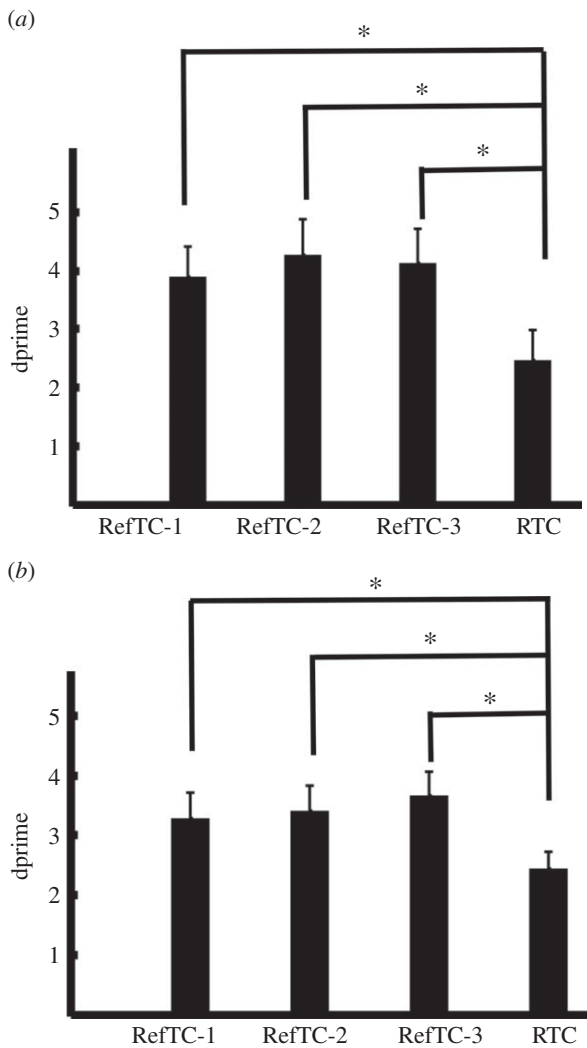 (a)
*
*
*
5
4
3
2
1
dprime
RefTC-1 RefTC-2 RefTC-3 RTC
(b)
*
*
*
5
4
3
2
1
dprime
RefTC-1 RefTC-2 RefTC-3 RTC